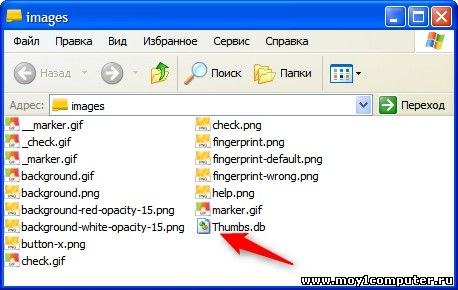 images
Файл Правка Вид Избранное Сервис Справка
Назад Поиск Папки
Адрес: images Переход
__marker.gif
_check.gif
_marker.gif
background.gif
background.png
background-red-opacity-15.png
background-white-opacity-15.png
button-x.png
check.gif
check.png
fingerprint.png
fingerprint-default.png
fingerprint-wrong.png
help.png
marker.gif
Thumbs.db
www.moy1computer.ru